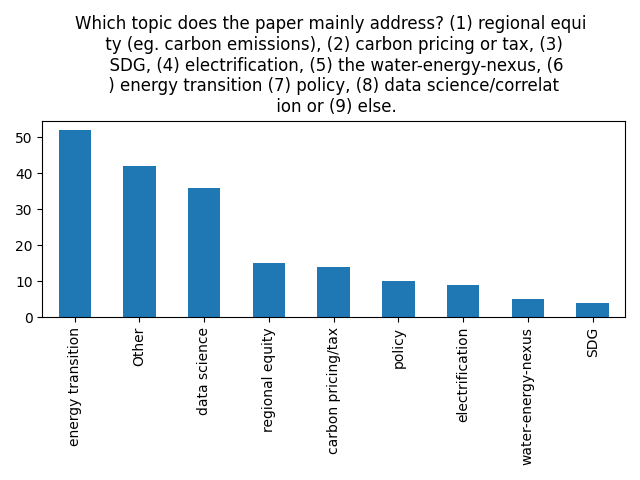 Which topic does the paper mainly address? (1) regional equi
ty (eg. carbon emissions), (2) carbon pricing or tax, (3)
SDG, (4) electrification, (5) the water-energy-nexus, (6
) energy transition (7) policy, (8) data science/correlat
ion or (9) else.
50
40
30
20
10
0
energy transition
Other
data science
regional equity
carbon pricing/tax
policy
electrification
water-energy-nexus
SDG